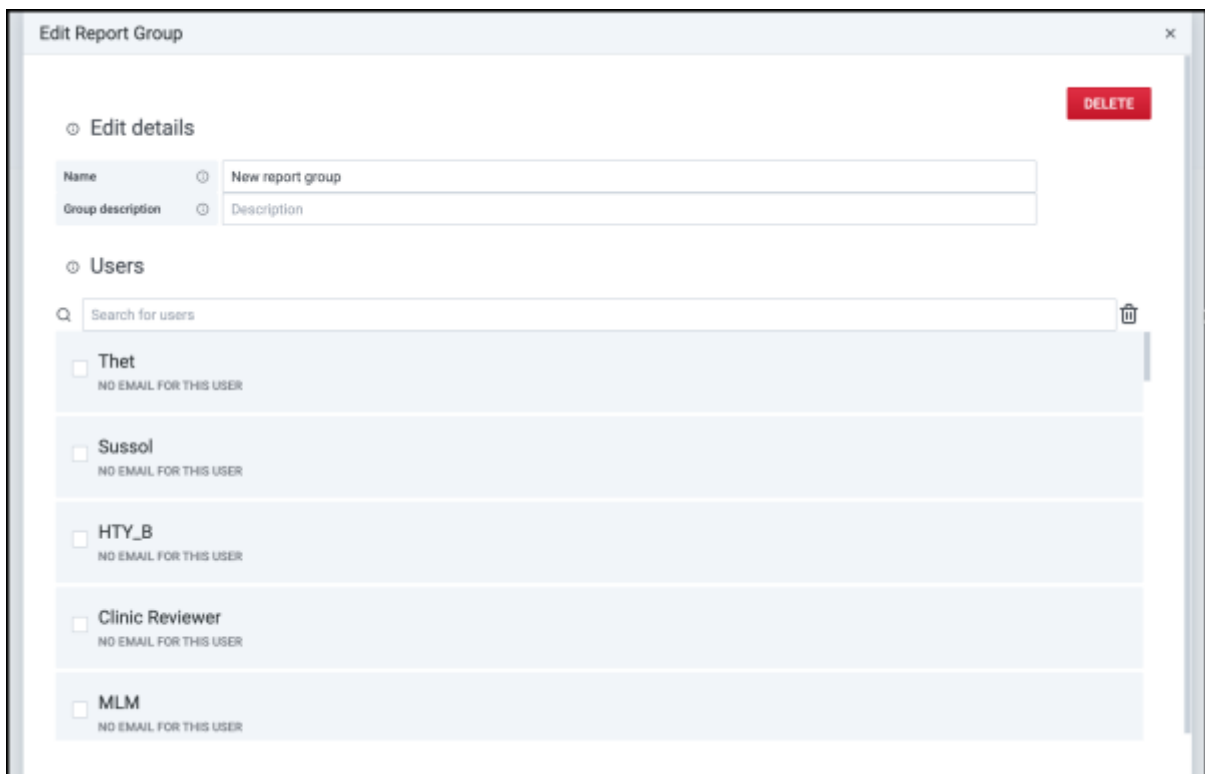 Edit Report Group
DELETE
Edit details
Name New report group
Group description Description
Users
Search for users
Thet
NO EMAIL FOR THIS USER
Sussol
NO EMAIL FOR THIS USER
HTY_B
NO EMAIL FOR THIS USER
Clinic Reviewer
NO EMAIL FOR THIS USER
MLM
NO EMAIL FOR THIS USER